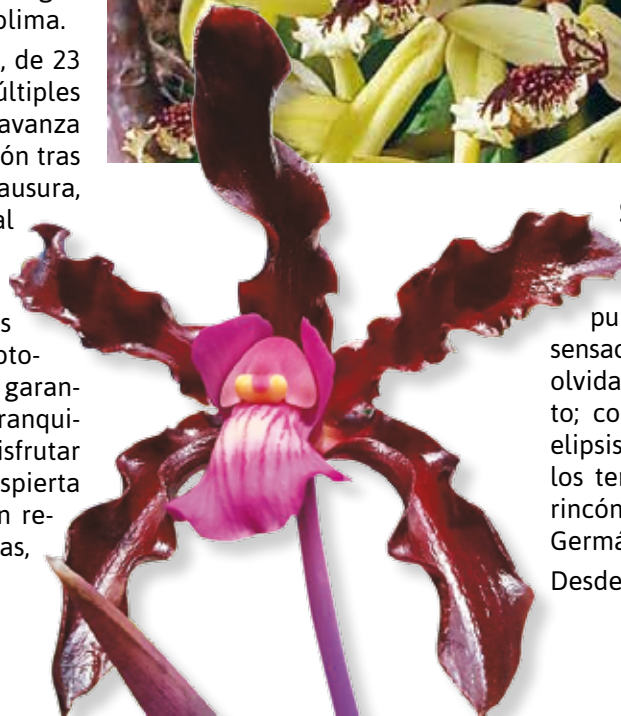 olima.
, de 23
últiples
avanza
ón tras
ausura,
al
s
oto-
garan-
ranqui-
isfrutar
spierta
n re-
as,
pu
sensac
olvida
to; co
elipsis
los ter
rincón
Germá
Desde